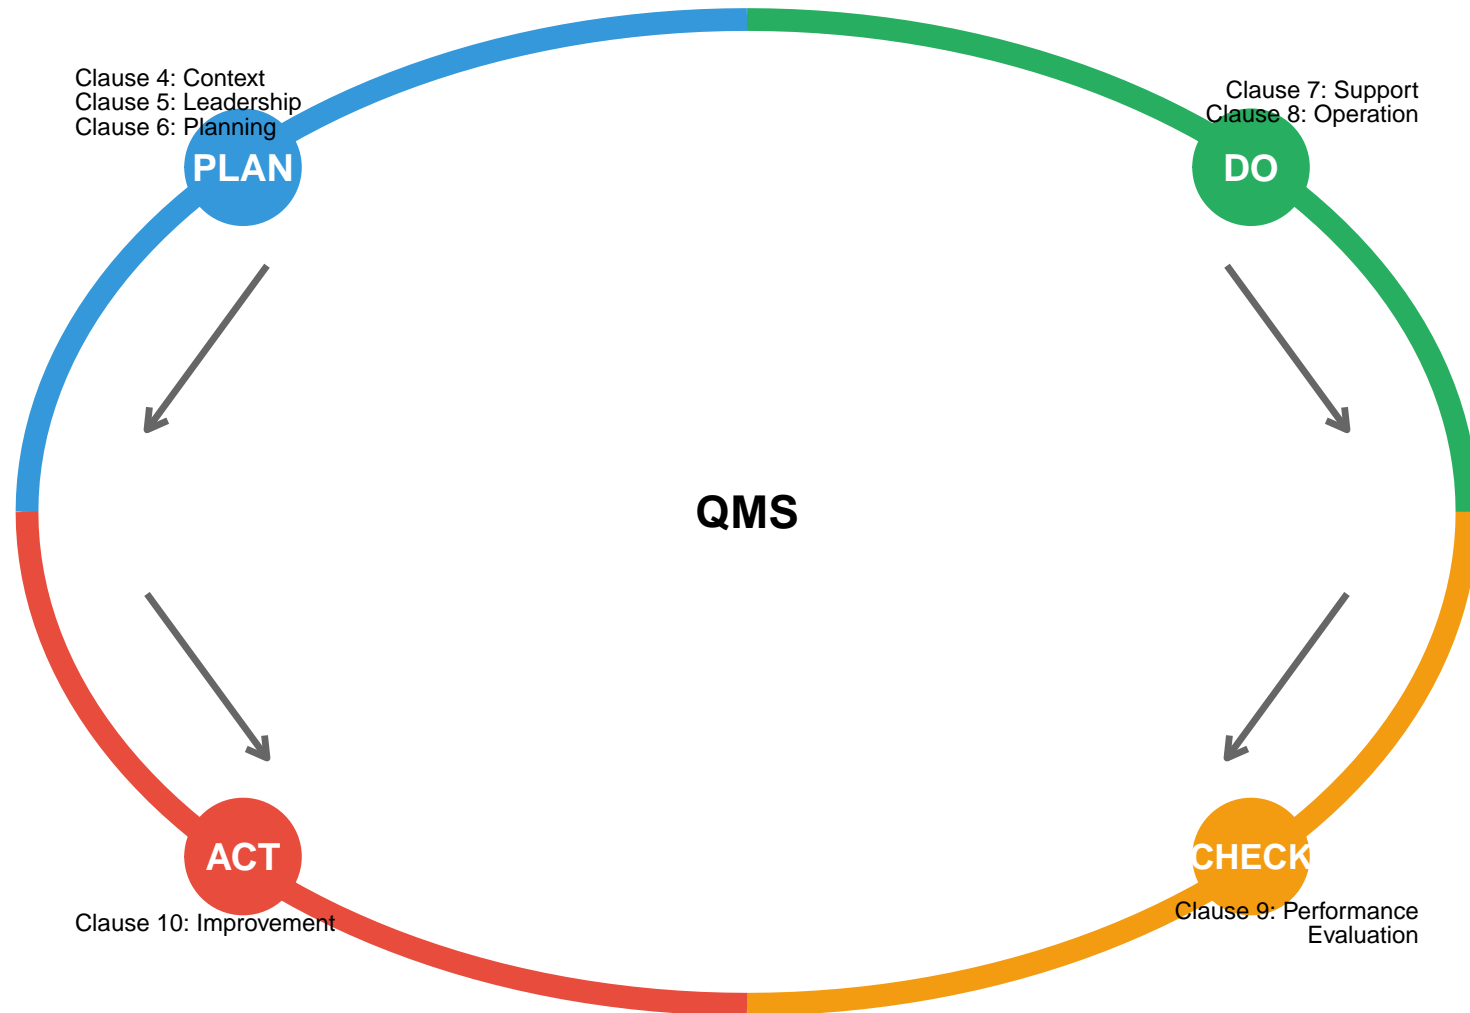 Clause 4: Context
Clause 5: Leadership
Clause 6: Planning
PLAN
Clause 7: Support
Clause 8: Operation
DO
QMS
ACT
Clause 10: Improvement
CHECK
Clause 9: Performance
Evaluation